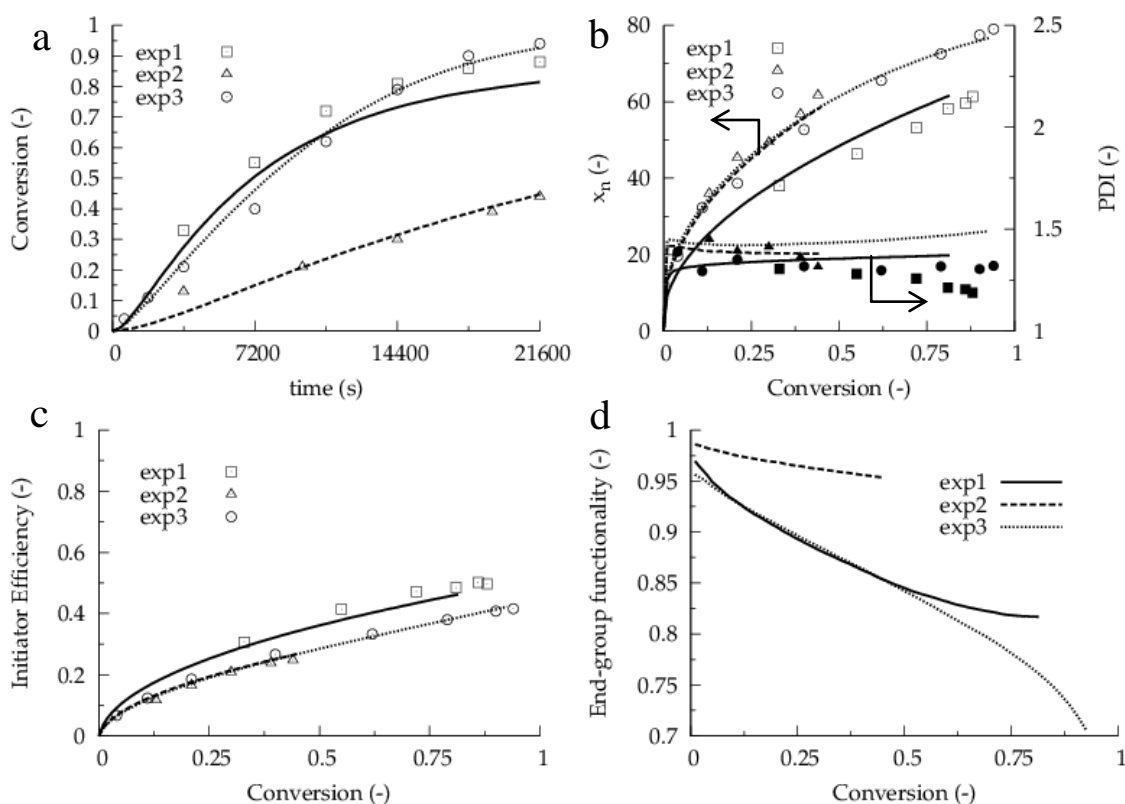 a
exp1
exp2
exp3
1
0.9
0.8
0.7
0.6
0.5
0.4
0.3
0.2
0.1
0
Conversion (-)
0
7200
14400
21600
time (s)
b
exp1
exp2
exp3
80
60
40
20
0
xn (-)
2.5
2
1.5
1
PDI (-)
0
0.25
0.5
0.75
1
Conversion (-)
c
exp1
exp2
exp3
1
0.8
0.6
0.4
0.2
0
Initiator Efficiency (-)
0
0.25
0.5
0.75
1
Conversion (-)
d
exp1
exp2
exp3
1
0.95
0.9
0.85
0.8
0.75
0.7
End-group functionality (-)
0
0.25
0.5
0.75
1
Conversion (-)